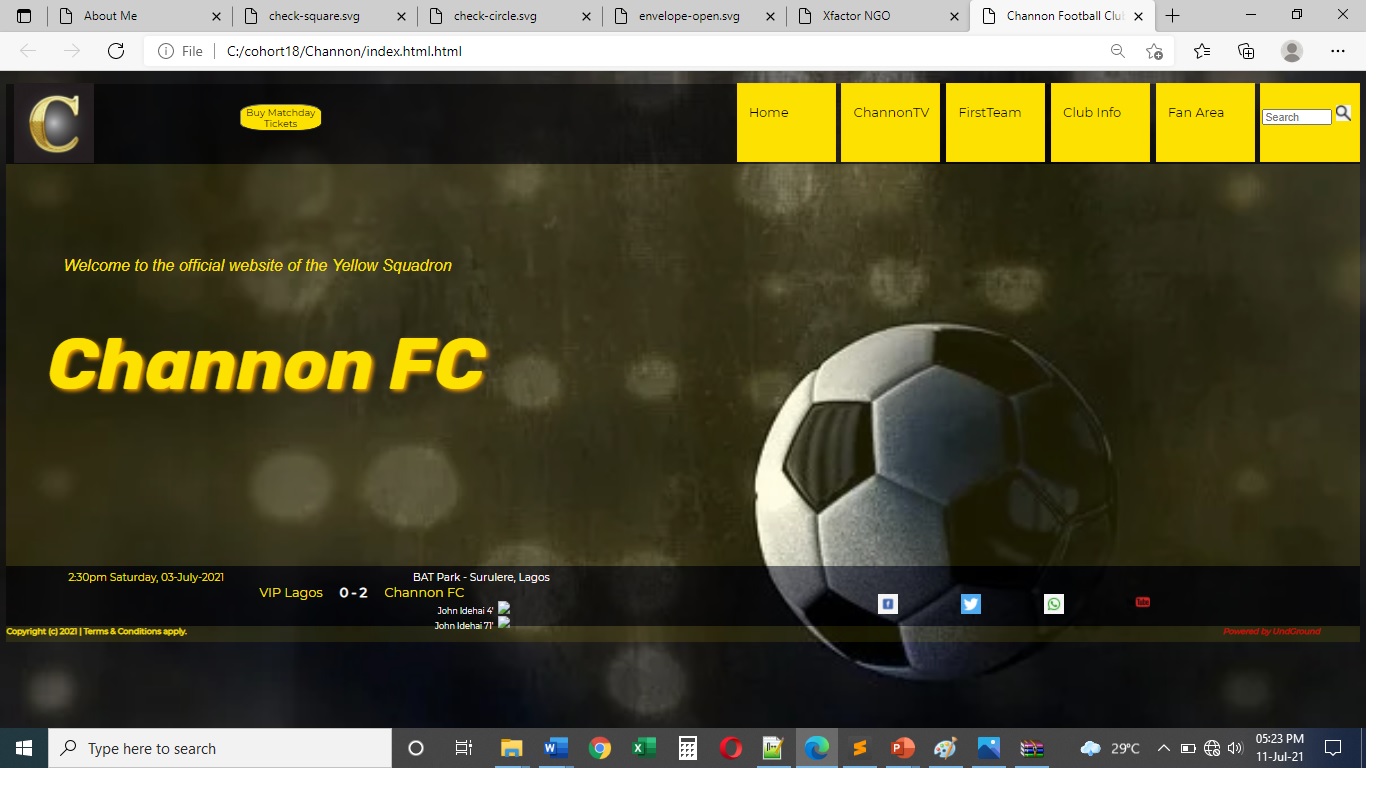 About Me
check-square.svg
check-circle.svg
envelope-open.svg
Xfactor NGO
Channon Football Clu
File
C:/cohort18/Channon/index.html.html
C
Buy Matchday
Tickets
Home
ChannonTV
FirstTeam
Club Info
Fan Area
Search
Welcome to the official website of the Yellow Squadron
Channon FC
2:30pm Saturday, 03-July-2021
BAT Park - Surulere, Lagos
VIP Lagos 0 - 2 Channon FC
John Idehai 4'
John Idehai 71'
Copyright (c) 2021 | Terms & Conditions apply.
Powered by UndGround
Type here to search
29°C
05:23 PM
11-Jul-21